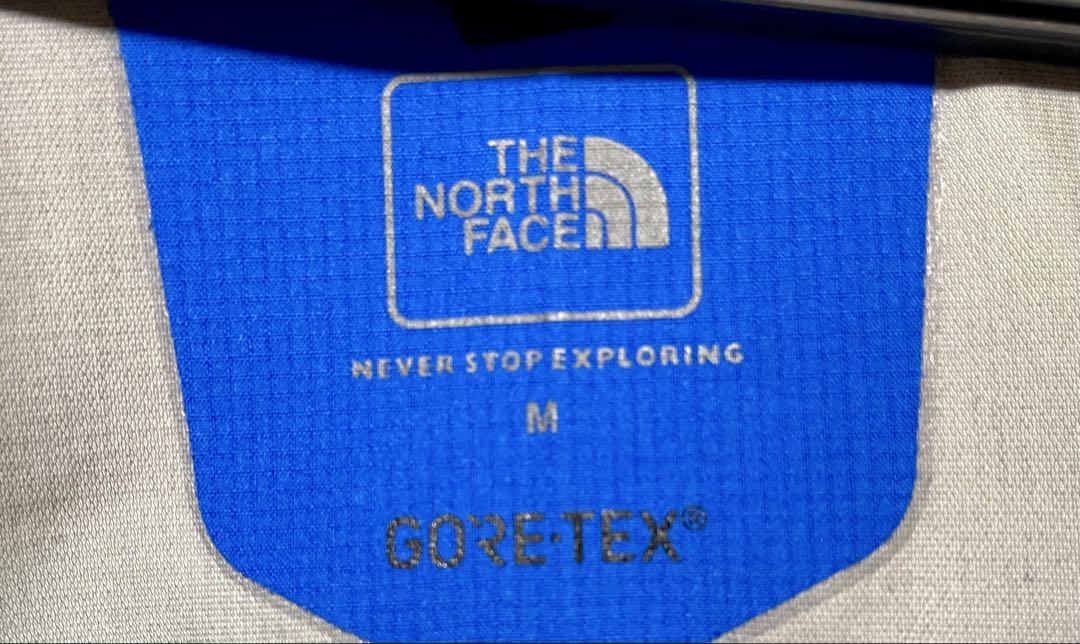 THE
NORTH
FACE
NEVER STOP EXPLORING
M
GORE-TEX®